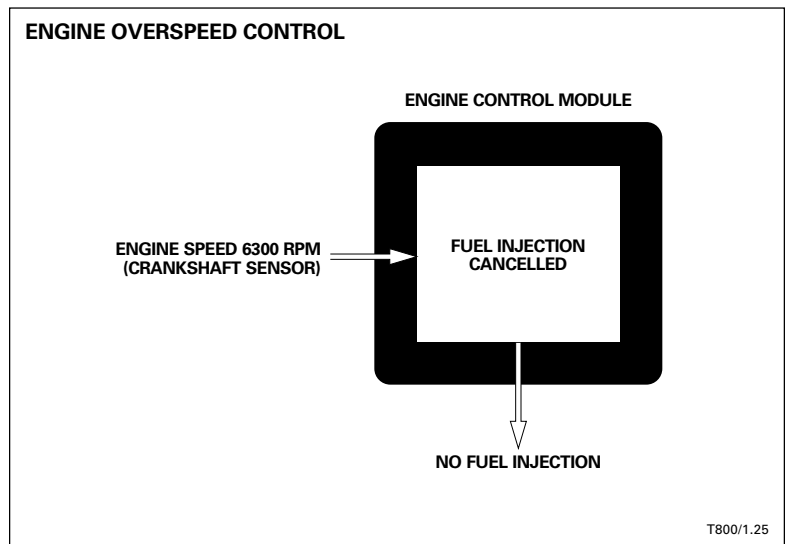 ENGINE OVERSPEED CONTROL
ENGINE CONTROL MODULE
ENGINE SPEED 6300 RPM
(CRANKSHAFT SENSOR)
FUEL INJECTION
CANCELLED
NO FUEL INJECTION
T800/1.25